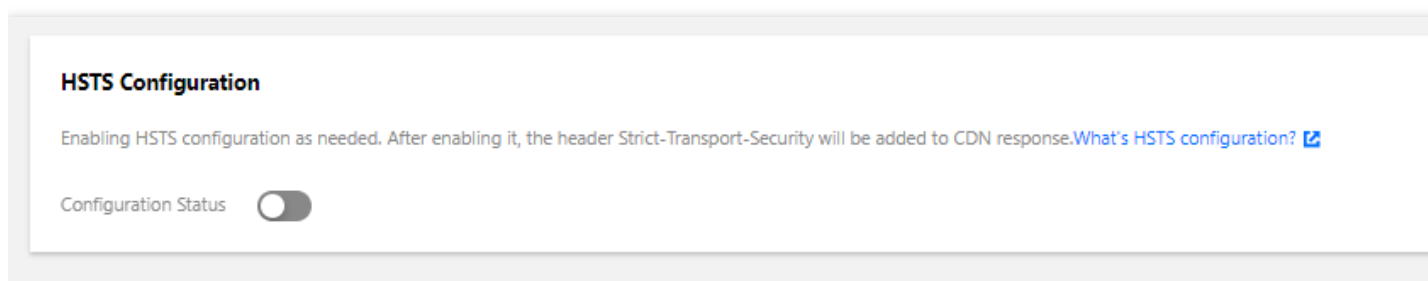 HSTS Configuration
Enabling HSTS configuration as needed. After enabling it, the header Strict-Transport-Security will be added to CDN response.What's HSTS configuration?
Configuration Status